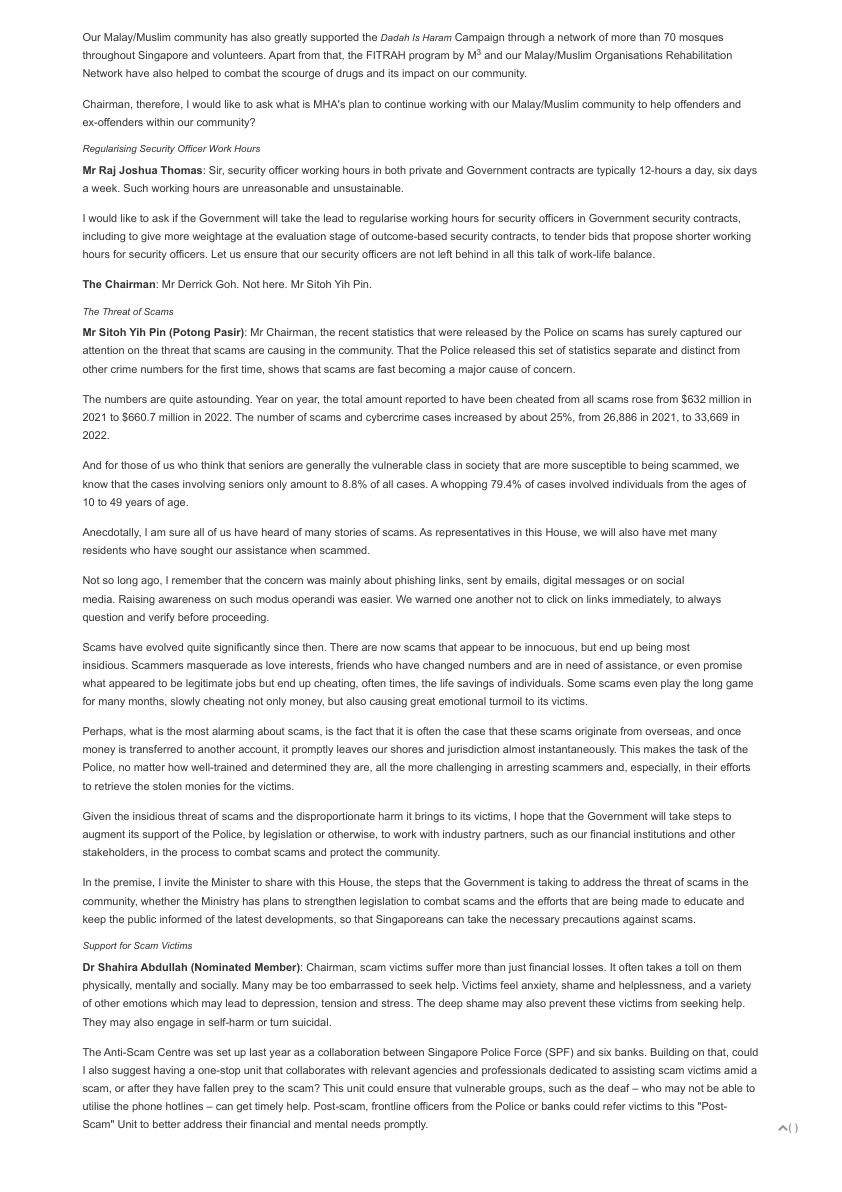 Our Malay/Muslim community has also greatly supported the Dadah Is Haram Campaign through a network of more than 70 mosques
throughout Singapore and volunteers. Apart from that, the FITRAH program by M³ and our Malay/Muslim Organisations Rehabilitation
Network have also helped to combat the scourge of drugs and its impact on our community.
Chairman, therefore, I would like to ask what is MHA's plan to continue working with our Malay/Muslim community to help offenders and
ex-offenders within our community?
Regularising Security Officer Work Hours
Mr Raj Joshua Thomas: Sir, security officer working hours in both private and Government contracts are typically 12-hours a day, six days
a week. Such working hours are unreasonable and unsustainable.
I would like to ask if the Government will take the lead to regularise working hours for security officers in Government security contracts,
including to give more weightage at the evaluation stage of outcome-based security contracts, to tender bids that propose shorter working
hours for security officers. Let us ensure that our security officers are not left behind in all this talk of work-life balance.
The Chairman: Mr Derrick Goh. Not here. Mr Sitoh Yih Pin.
The Threat of Scams
Mr Sitoh Yih Pin (Potong Pasir): Mr Chairman, the recent statistics that were released by the Police on scams has surely captured our
attention on the threat that scams are causing in the community. That the Police released this set of statistics separate and distinct from
other crime numbers for the first time, shows that scams are fast becoming a major cause of concern.
The numbers are quite astounding. Year on year, the total amount reported to have been cheated from all scams rose from $632 million in
2021 to $660.7 million in 2022. The number of scams and cybercrime cases increased by about 25%, from 26,886 in 2021, to 33,669 in
2022.
And for those of us who think that seniors are generally the vulnerable class in society that are more susceptible to being scammed, we
know that the cases involving seniors only amount to 8.8% of all cases. A whopping 79.4% of cases involved individuals from the ages of
10 to 49 years of age.
Anecdotally, I am sure all of us have heard of many stories of scams. As representatives in this House, we will also have met many
residents who have sought our assistance when scammed.
Not so long ago, I remember that the concern was mainly about phishing links, sent by emails, digital messages or on social
media. Raising awareness on such modus operandi was easier. We warned one another not to click on links immediately, to always
question and verify before proceeding.
Scams have evolved quite significantly since then. There are now scams that appear to be innocuous, but end up being most
insidious. Scammers masquerade as love interests, friends who have changed numbers and are in need of assistance, or even promise
what appeared to be legitimate jobs but end up cheating, often times, the life savings of individuals. Some scams even play the long game
for many months, slowly cheating not only money, but also causing great emotional turmoil to its victims.
Perhaps, what is the most alarming about scams, is the fact that it is often the case that these scams originate from overseas, and once
money is transferred to another account, it promptly leaves our shores and jurisdiction almost instantaneously. This makes the task of the
Police, no matter how well-trained and determined they are, all the more challenging in arresting scammers and, especially, in their efforts
to retrieve the stolen monies for the victims.
Given the insidious threat of scams and the disproportionate harm it brings to its victims, I hope that the Government will take steps to
augment its support of the Police, by legislation or otherwise, to work with industry partners, such as our financial institutions and other
stakeholders, in the process to combat scams and protect the community.
In the premise, I invite the Minister to share with this House, the steps that the Government is taking to address the threat of scams in the
community, whether the Ministry has plans to strengthen legislation to combat scams and the efforts that are being made to educate and
keep the public informed of the latest developments, so that Singaporeans can take the necessary precautions against scams.
Support for Scam Victims
Dr Shahira Abdullah (Nominated Member): Chairman, scam victims suffer more than just financial losses. It often takes a toll on them
physically, mentally and socially. Many may be too embarrassed to seek help. Victims feel anxiety, shame and helplessness, and a variety
of other emotions which may lead to depression, tension and stress. The deep shame may also prevent these victims from seeking help.
They may also engage in self-harm or turn suicidal.
The Anti-Scam Centre was set up last year as a collaboration between Singapore Police Force (SPF) and six banks. Building on that, could
I also suggest having a one-stop unit that collaborates with relevant agencies and professionals dedicated to assisting scam victims amid a
scam, or after they have fallen prey to the scam? This unit could ensure that vulnerable groups, such as the deaf – who may not be able to
utilise the phone hotlines – can get timely help. Post-scam, frontline officers from the Police or banks could refer victims to this "Post-
Scam" Unit to better address their financial and mental needs promptly.
( )